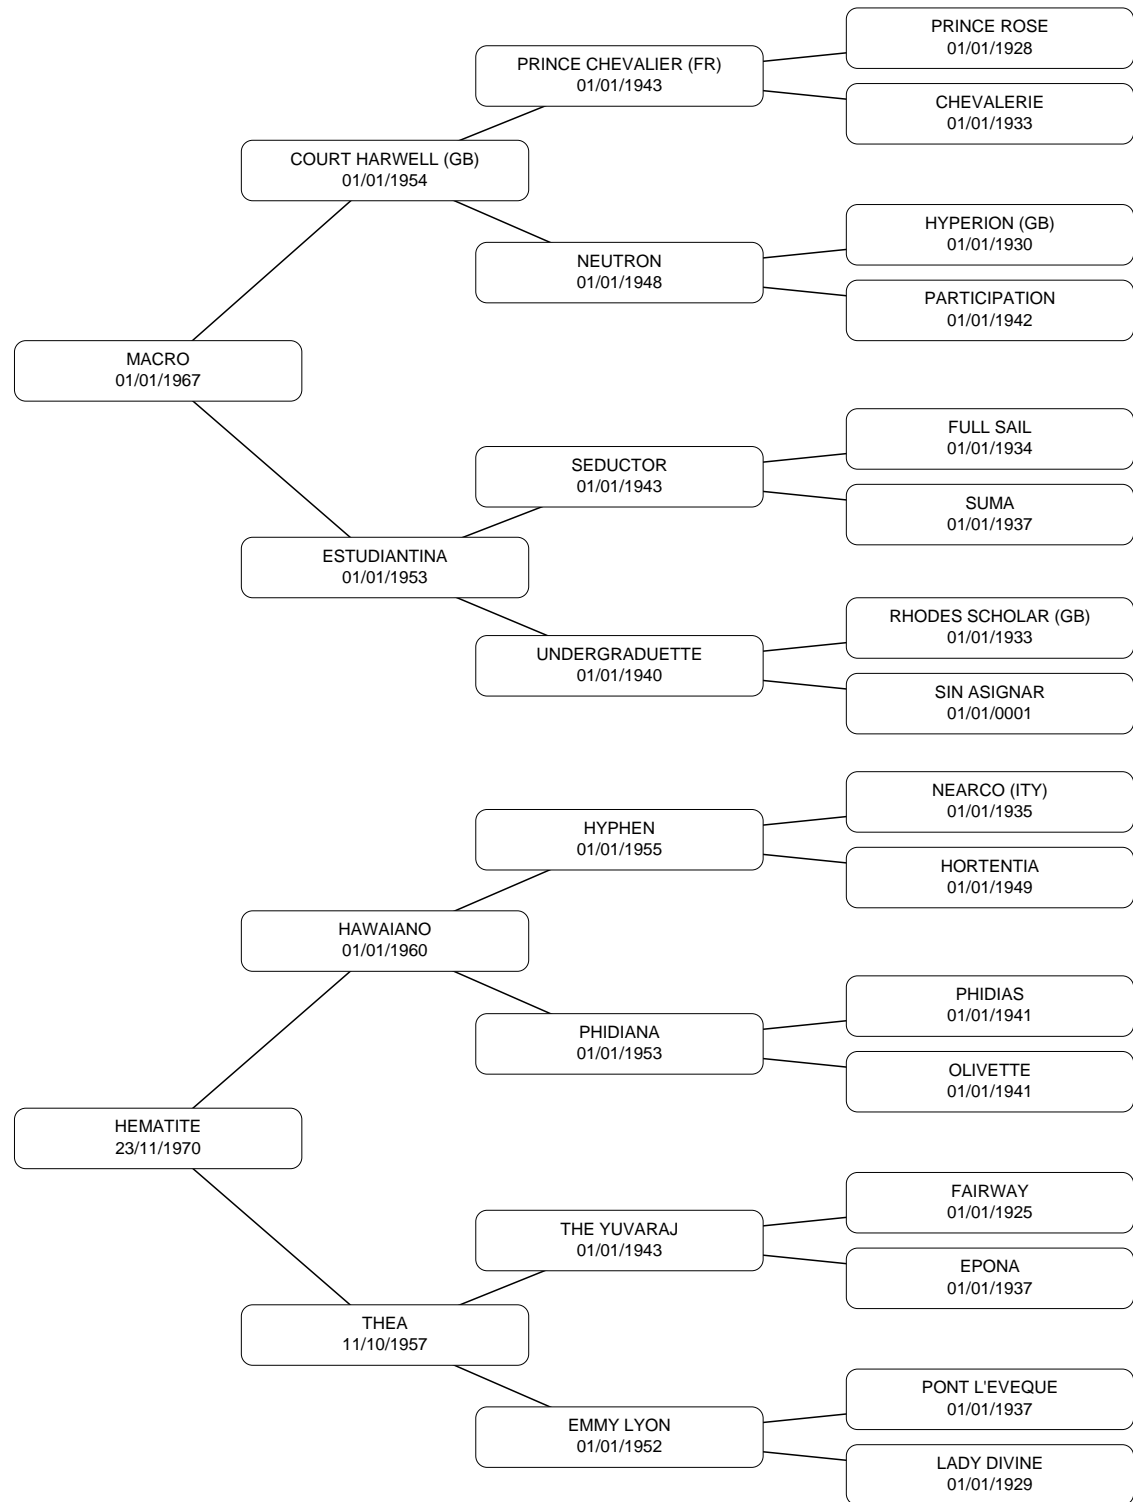 PRINCE ROSE
01/01/1928
PRINCE CHEVALIER (FR)
01/01/1943
CHEVALERIE
01/01/1933
COURT HARWELL (GB)
01/01/1954
HYPERION (GB)
01/01/1930
NEUTRON
01/01/1948
PARTICIPATION
01/01/1942
MACRO
01/01/1967
FULL SAIL
01/01/1934
SEDUCTOR
01/01/1943
SUMA
01/01/1937
ESTUDIANTINA
01/01/1953
RHODES SCHOLAR (GB)
01/01/1933
UNDERGRADUETTE
01/01/1940
SIN ASIGNAR
01/01/0001
NEARCO (ITY)
01/01/1935
HYPHEN
01/01/1955
HORTENTIA
01/01/1949
HAWAIANO
01/01/1960
PHIDIAS
01/01/1941
PHIDIANA
01/01/1953
OLIVETTE
01/01/1941
HEMATITE
23/11/1970
FAIRWAY
01/01/1925
THE YUVARAJ
01/01/1943
EPONA
01/01/1937
THEA
11/10/1957
PONT L'EVEQUE
01/01/1937
EMMY LYON
01/01/1952
LADY DIVINE
01/01/1929